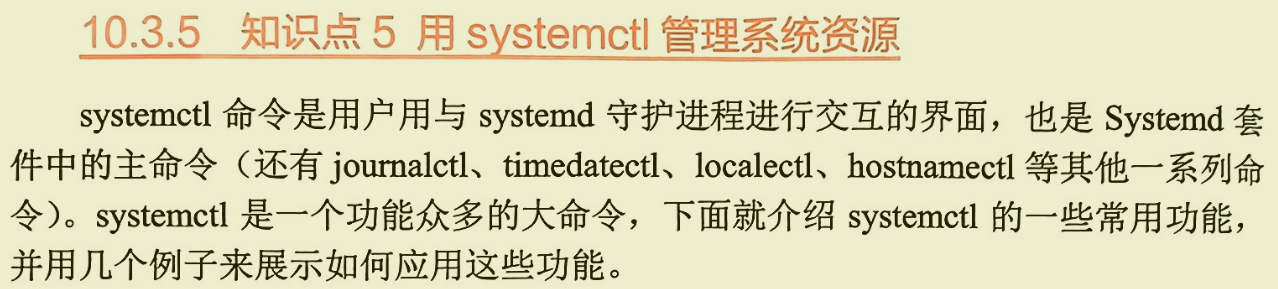 10.3.5 知识点 5 用 systemctl 管理系统资源
systemctl 命令是用户用与 systemd 守护进程进行交互的界面，也是 Systemd 套
件中的主命令（还有 journalctl、timedatectl、localectl、hostnamectl 等其他一系列命
令）。systemctl 是一个功能众多的大命令，下面就介绍 systemctl 的一些常用功能，
并用几个例子来展示如何应用这些功能。